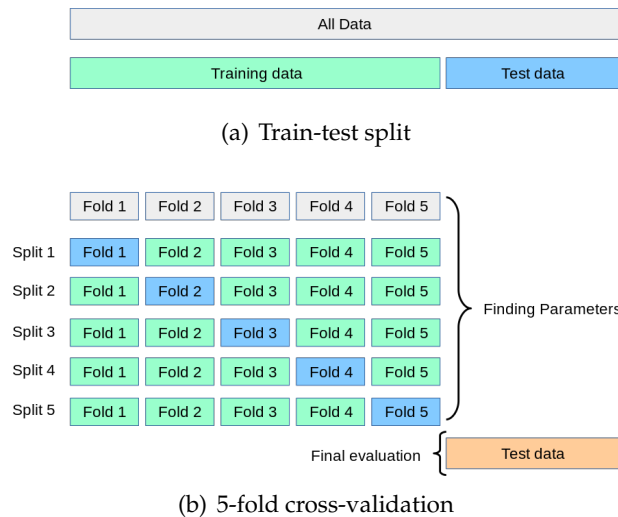 All Data
Training data Test data
(a) Train-test split
Fold 1 Fold 2 Fold 3 Fold 4 Fold 5
Split 1 Fold 1 Fold 2 Fold 3 Fold 4 Fold 5
Split 2 Fold 1 Fold 2 Fold 3 Fold 4 Fold 5
Finding Parameters
Split 3 Fold 1 Fold 2 Fold 3 Fold 4 Fold 5
Split 4 Fold 1 Fold 2 Fold 3 Fold 4 Fold 5
Split 5 Fold 1 Fold 2 Fold 3 Fold 4 Fold 5
Final evaluation Test data
(b) 5-fold cross-validation